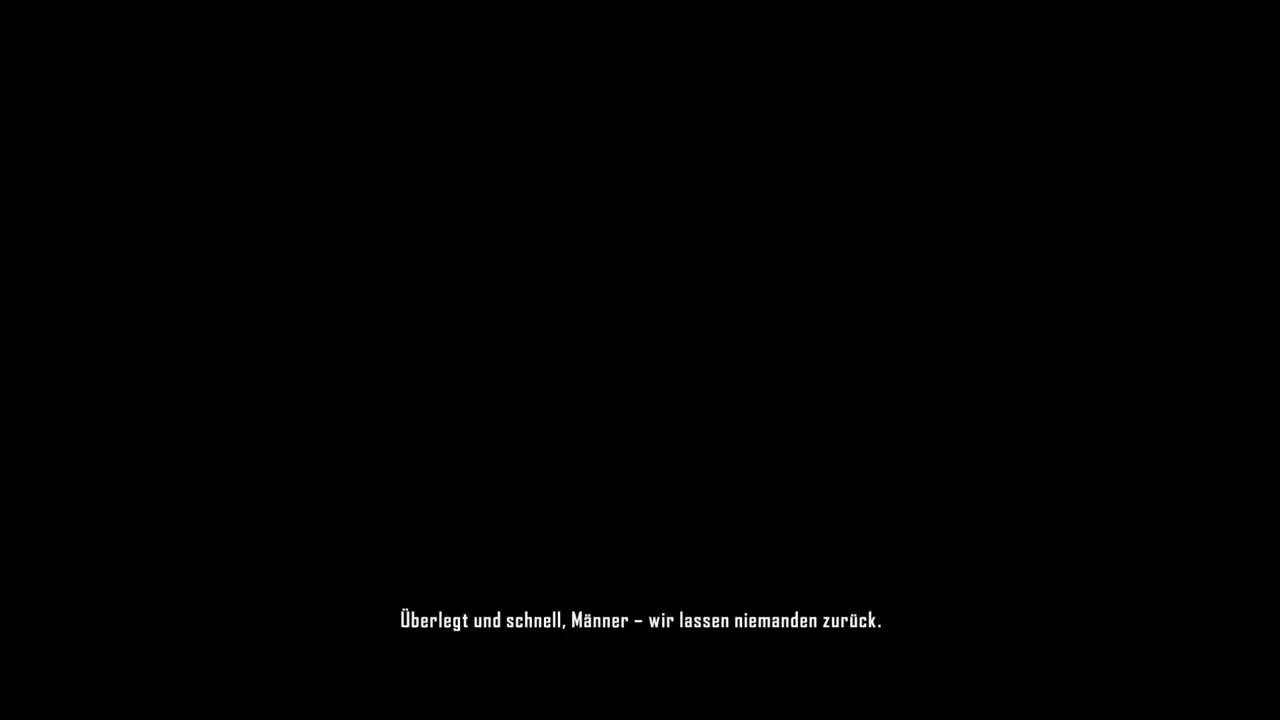 Überlegt und schnell, Männer – wir lassen niemanden zurück.